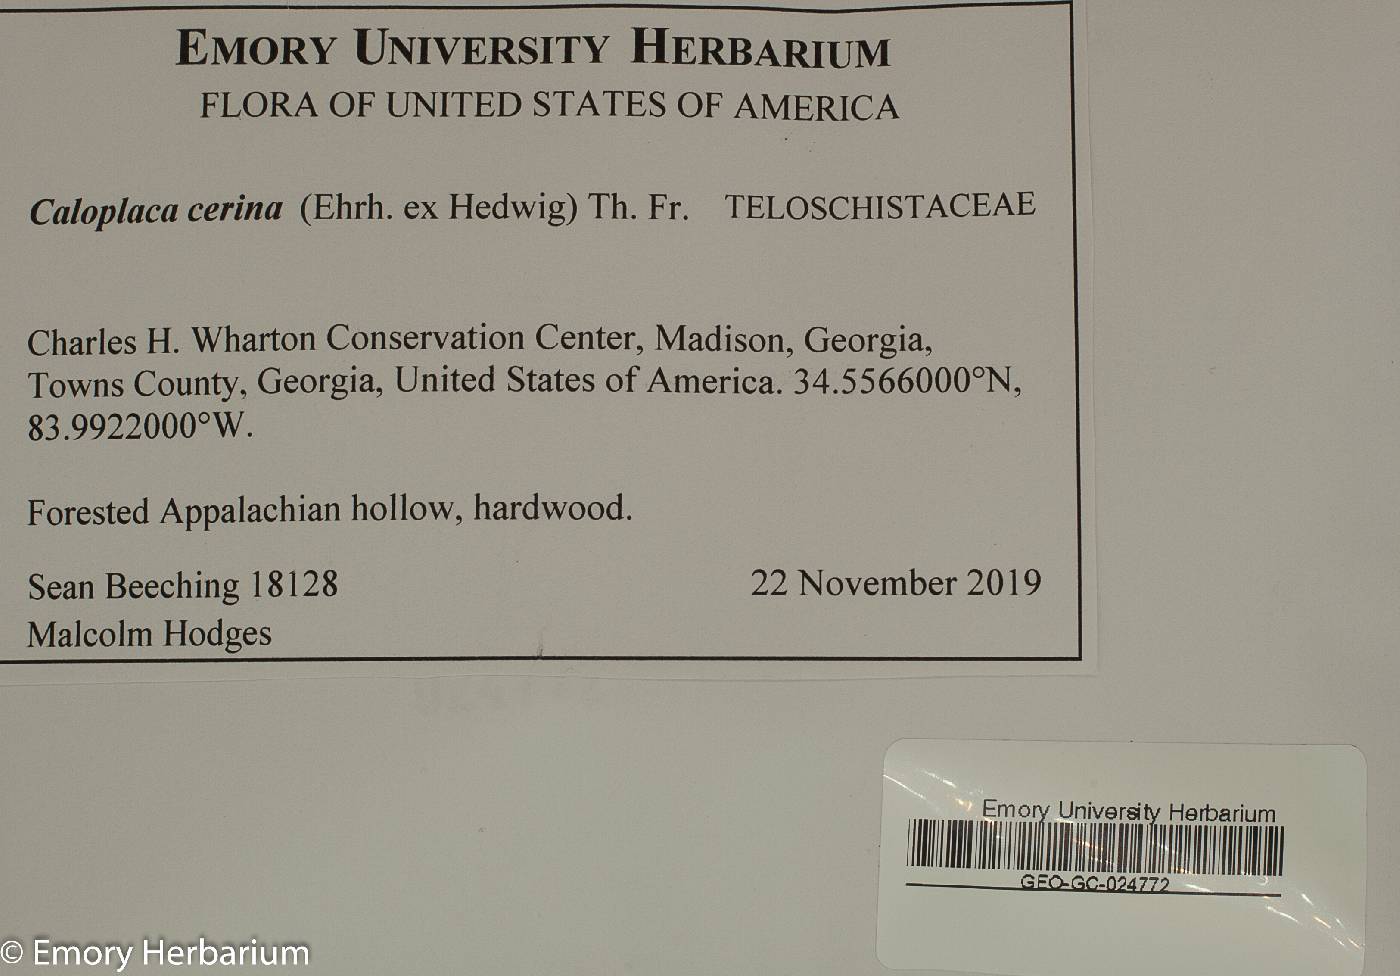 EMORY UNIVERSITY HERBARIUM
FLORA OF UNITED STATES OF AMERICA
Caloplaca cerina (Ehrh. ex Hedwig) Th. Fr. TELOSCHISTACEAE
Charles H. Wharton Conservation Center, Madison, Georgia,
Towns County, Georgia, United States of America. 34.5566000°N,
83.9922000°W.
Forested Appalachian hollow, hardwood.
Sean Beeching 18128 22 November 2019
Malcolm Hodges
Emory University Herbarium
GEO-GC-024772
© Emory Herbarium